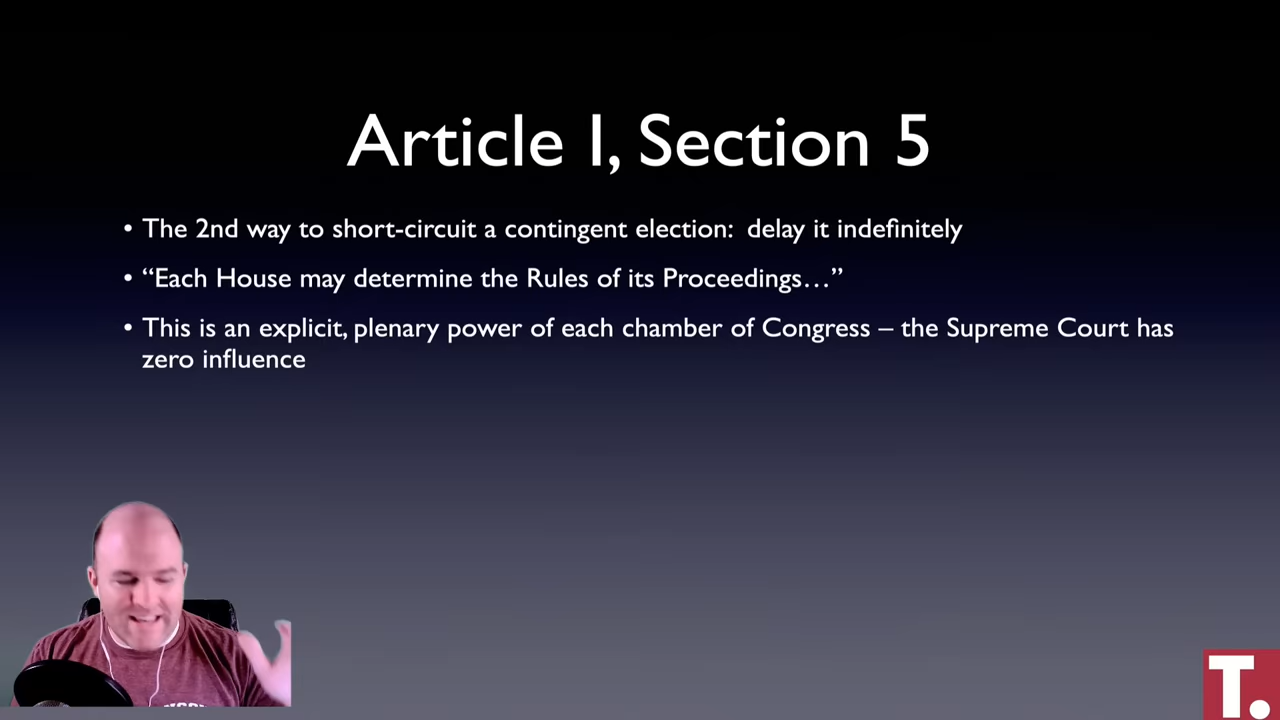 Article I, Section 5
• The 2nd way to short-circuit a contingent election:  delay it indefinitely
• “Each House may determine the Rules of its Proceedings…”
• This is an explicit, plenary power of each chamber of Congress – the Supreme Court has
zero influence
T.